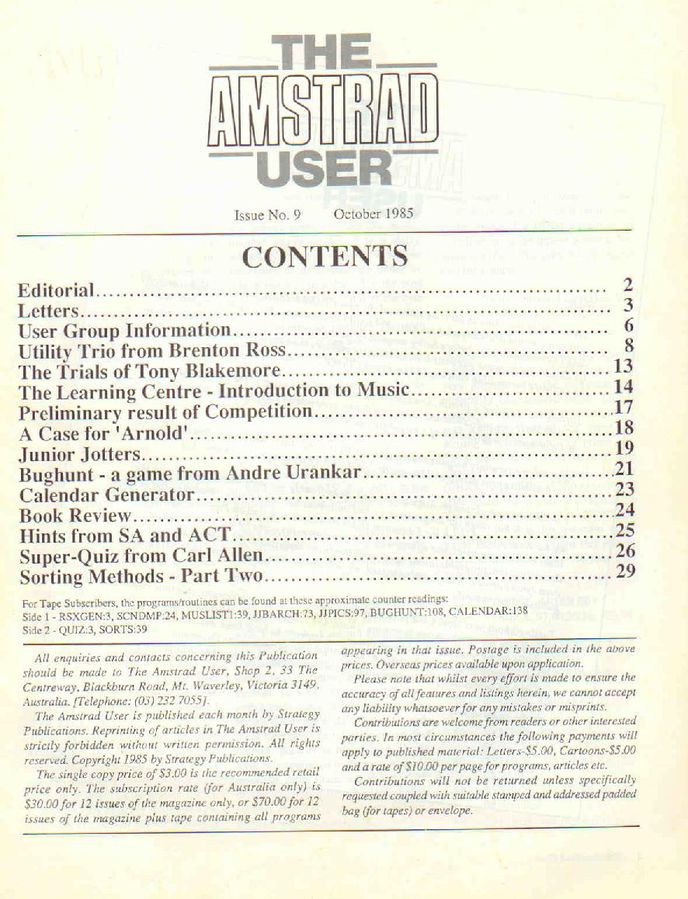 THE
AMSTRAD
USER
Issue No. 9 October 1985
CONTENTS
Editorial 2
Letters 3
User Group Information 6
Utility Trio from Brenton Ross 8
The Trials of Tony Blakemore 13
The Learning Centre - Introduction to Music 14
Preliminary result of Competition 17
A Case for 'Arnold' 18
Junior Jotters 19
Bughunt - a game from Andre Urankar 21
Calendar Generator 23
Book Review 24
Hints from SA and ACT 25
Super-Quiz from Carl Allen 26
Sorting Methods - Part Two 29
For Tape Subscribers, the programs/routines can be found at these approximate counter readings:
Side 1 - RSXGEN:3, SCNDMP:24, MUSLIST1:39, JJBARCH:73, JJPICS:97, BUGHUNT:108, CALENDAR:138
Side 2 - QUIZ:3, SORTS:39
All enquiries and contacts concerning this Publication
should be made to The Amstrad User, Shop 2, 33 The
Centreway, Blackburn Road, Mt. Waverley, Victoria 3149,
Australia. [Telephone: (03) 232 7055].
The Amstrad User is published each month by Strategy
Publications. Reprinting of articles in The Amstrad User is
strictly forbidden without written permission. All rights
reserved. Copyright 1985 by Strategy Publications.
The single copy price of $3.00 is the recommended retail
price only. The subscription rate (for Australia only) is
$30.00 for 12 issues of the magazine only, or $70.00 for 12
issues of the magazine plus tape containing all programs
appearing in that issue. Postage is included in the above
prices. Overseas prices available upon application.
Please note that whilst every effort is made to ensure the
accuracy of all features and listings herein, we cannot accept
any liability whatsoever for any mistakes or misprints.
Contributions are welcome from readers or other interested
parties. In most circumstances the following payments will
apply to published material: Letters-$5.00, Cartoons-$5.00
and a rate of $10.00 per page for programs, articles etc.
Contributions will not be returned unless specifically
requested coupled with suitable stamped and addressed padded
bag (for tapes) or envelope.